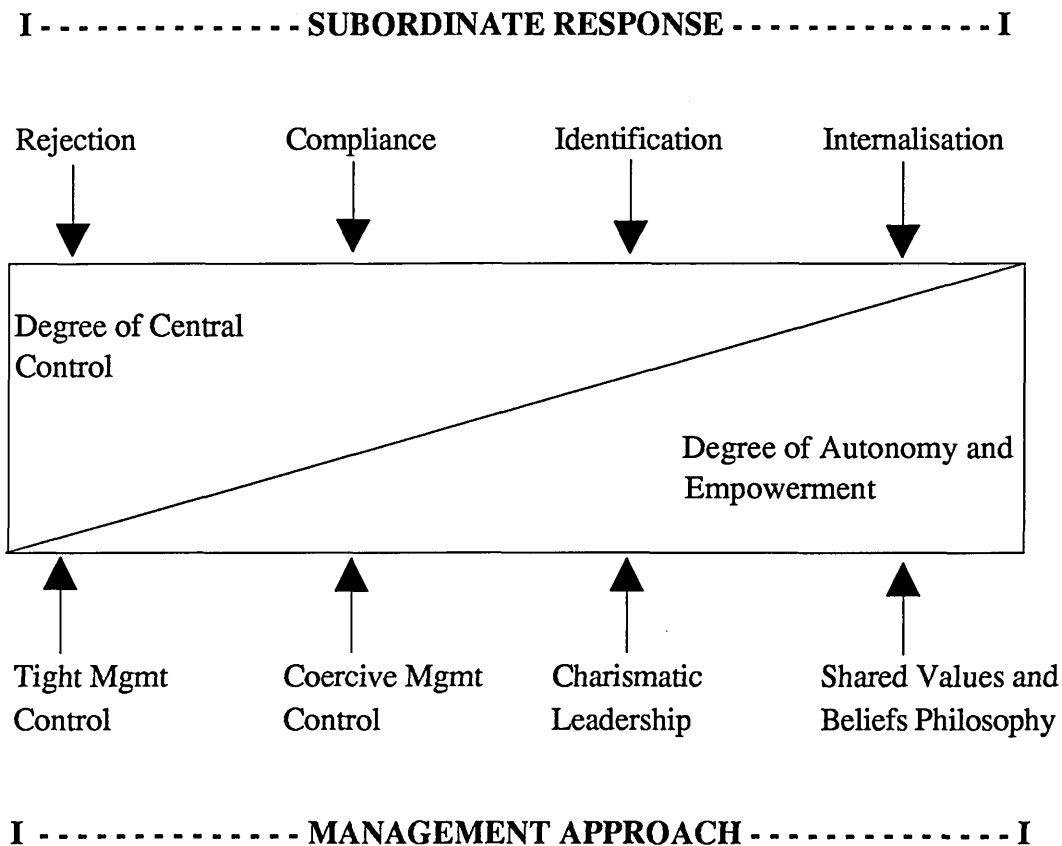 I - - - - - - - - - - - - - - SUBORDINATE RESPONSE - - - - - - - - - - - - - - I
Rejection Compliance Identification Internalisation
Degree of Central
Control
Degree of Autonomy and
Empowerment
Tight Mgmt Coercive Mgmt Charismatic Shared Values and
Control Control Leadership Beliefs Philosophy
I - - - - - - - - - - - - - - MANAGEMENT APPROACH - - - - - - - - - - - - - - I